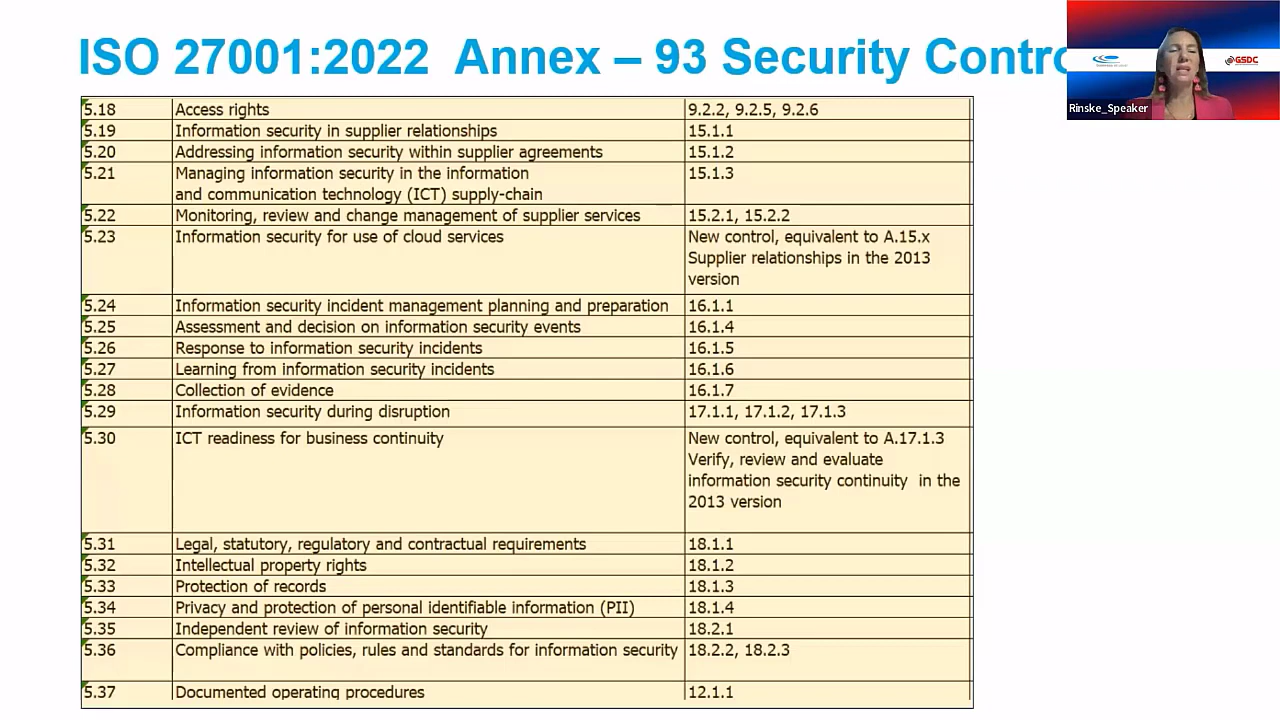 ISO 27001:2022 Annex – 93 Security Contro
GSDC
Rinske_Speaker
5.18 Access rights 9.2.2, 9.2.5, 9.2.6
5.19 Information security in supplier relationships 15.1.1
5.20 Addressing information security within supplier agreements 15.1.2
5.21 Managing information security in the information 15.1.3
and communication technology (ICT) supply-chain
5.22 Monitoring, review and change management of supplier services 15.2.1, 15.2.2
5.23 Information security for use of cloud services New control, equivalent to A.15.x
Supplier relationships in the 2013
version
5.24 Information security incident management planning and preparation 16.1.1
5.25 Assessment and decision on information security events 16.1.4
5.26 Response to information security incidents 16.1.5
5.27 Learning from information security incidents 16.1.6
5.28 Collection of evidence 16.1.7
5.29 Information security during disruption 17.1.1, 17.1.2, 17.1.3
5.30 ICT readiness for business continuity New control, equivalent to A.17.1.3
Verify, review and evaluate
information security continuity in the
2013 version
5.31 Legal, statutory, regulatory and contractual requirements 18.1.1
5.32 Intellectual property rights 18.1.2
5.33 Protection of records 18.1.3
5.34 Privacy and protection of personal identifiable information (PII) 18.1.4
5.35 Independent review of information security 18.2.1
5.36 Compliance with policies, rules and standards for information security 18.2.2, 18.2.3
5.37 Documented operating procedures 12.1.1